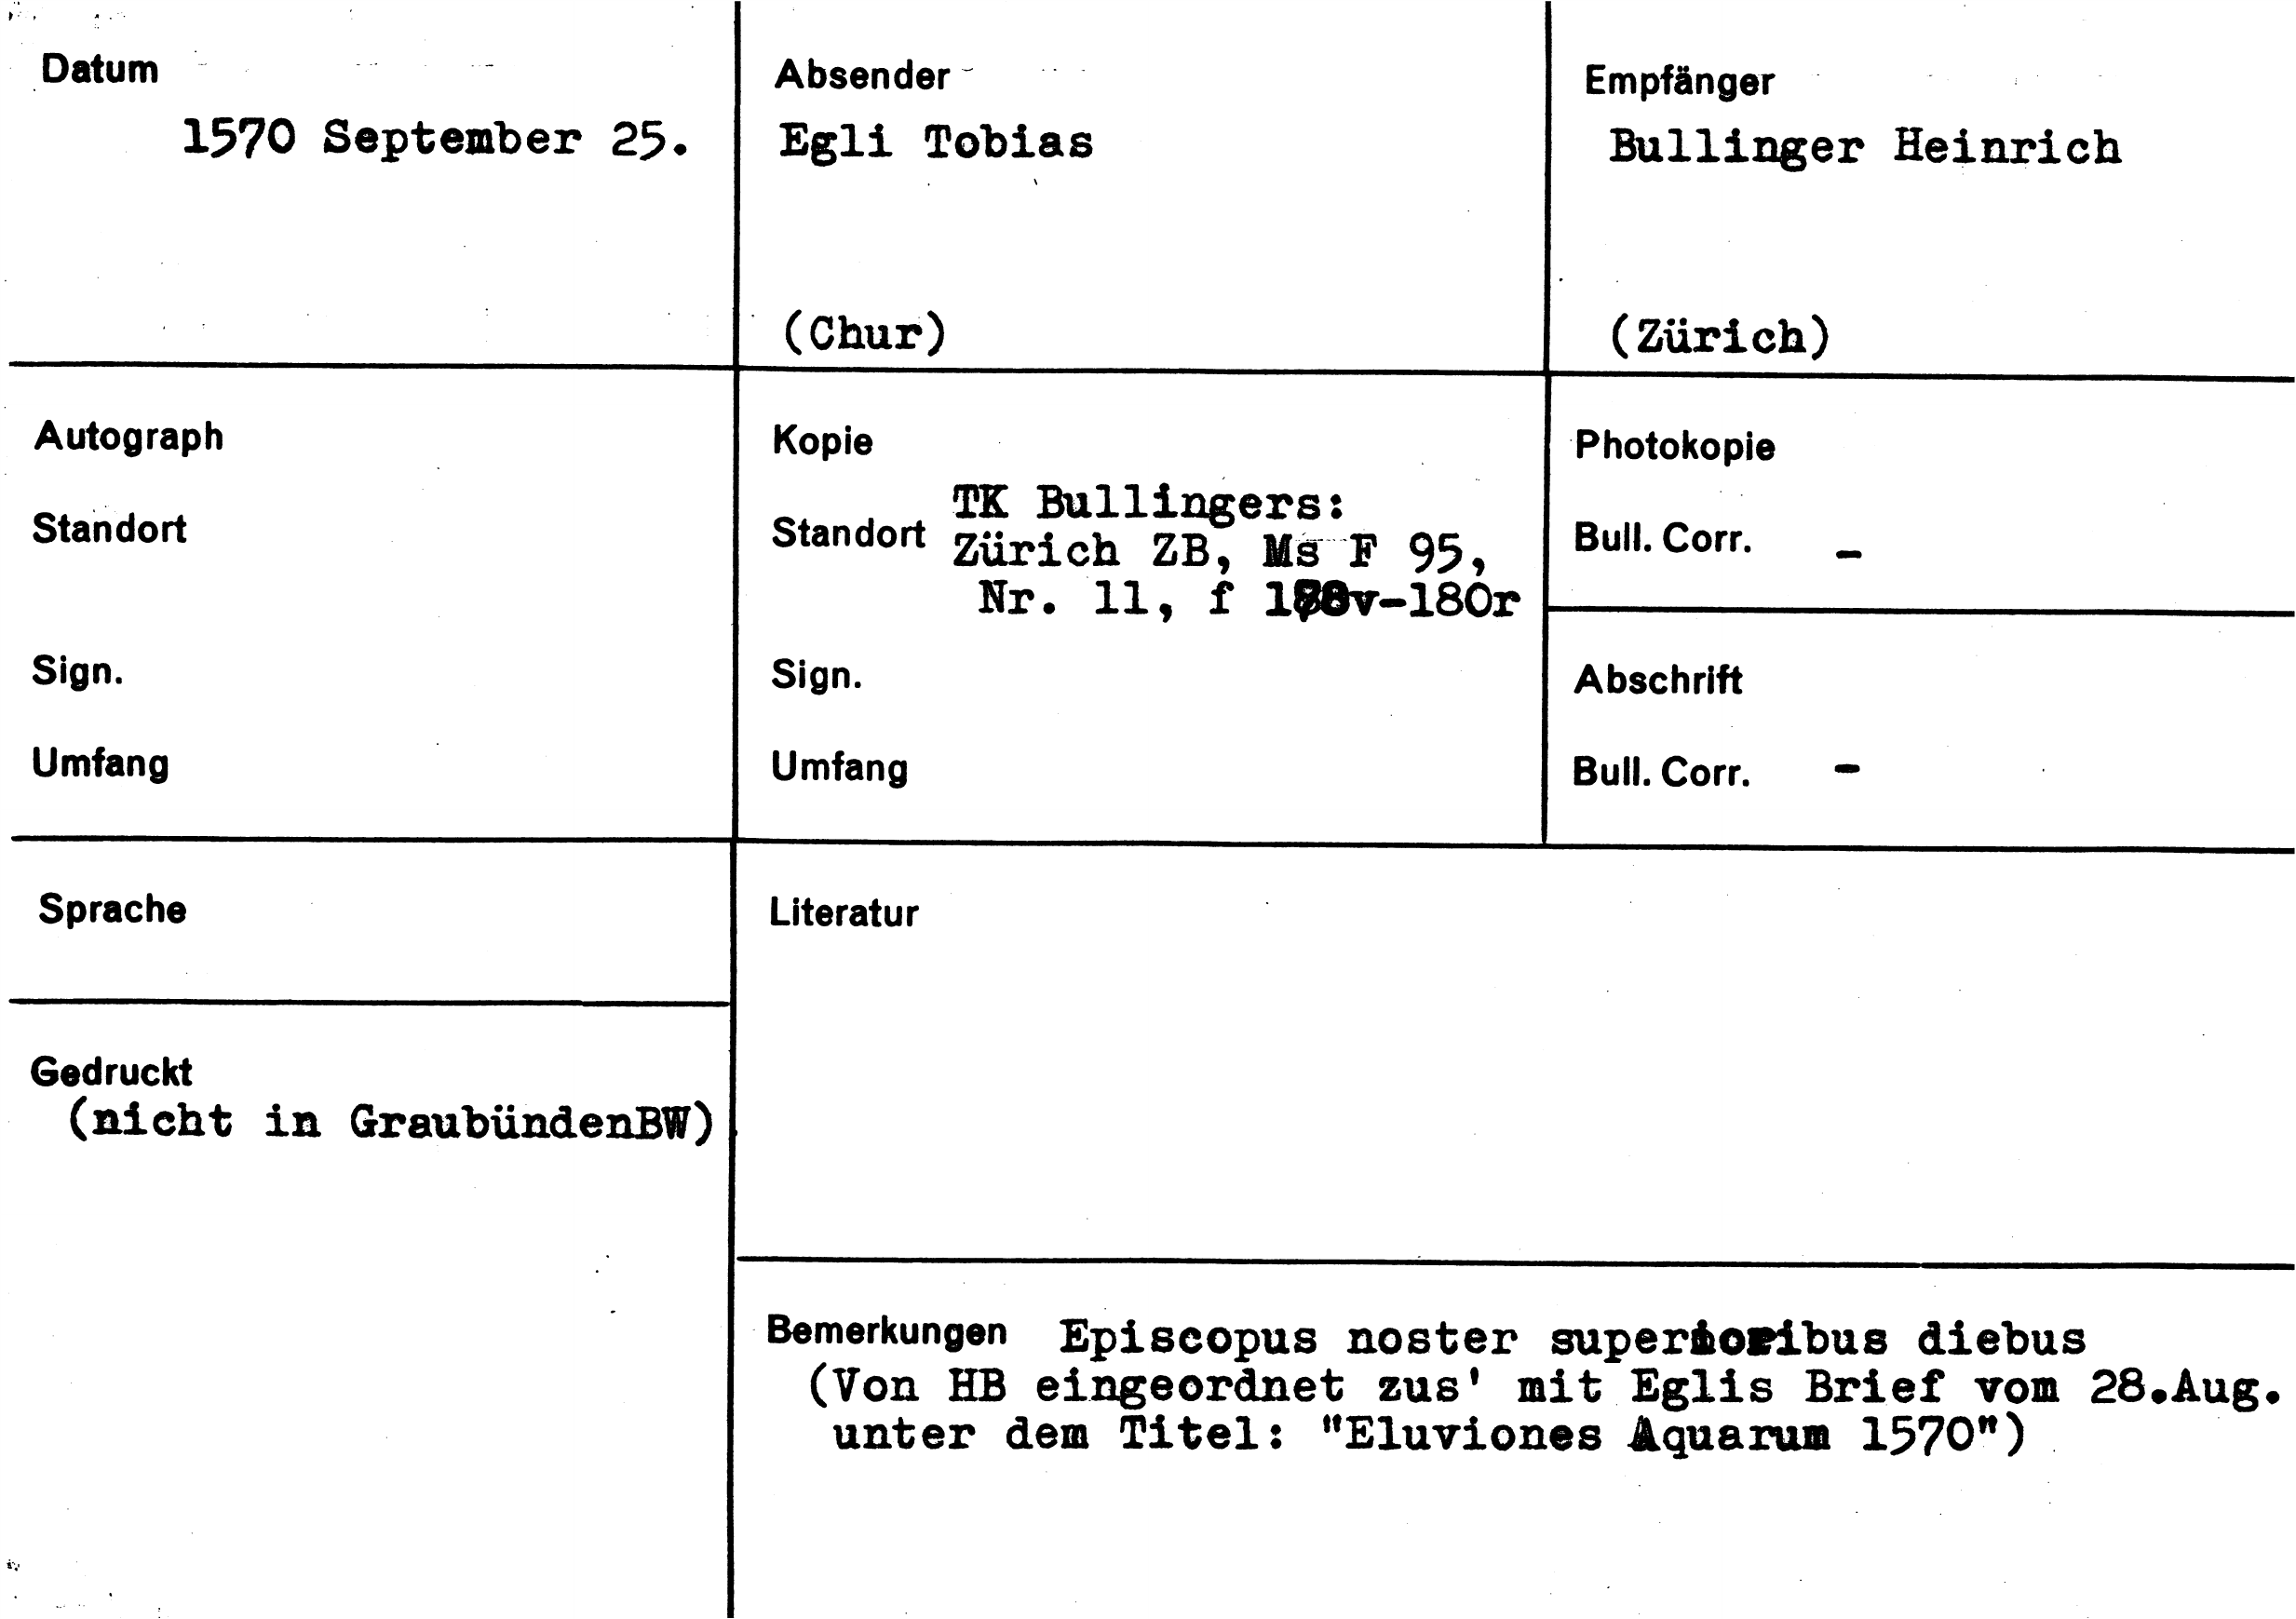 Datum
1570 September 25.
Absender
Egli Tobias
(Chur)
Empfänger
Bullinger Heinrich
(Zürich)
Autograph
Standort
Sign.
Umfang
Kopie
TK Bullingers:
Standort Zürich ZB, Ms F 95,
Nr. 11, f -180r
Sign.
Umfang
Photokopie
Bull. Corr. -
Abschrift
Bull. Corr. -
Sprache
Gedruckt
(nicht in GraubündenBW)
Literatur
Bemerkungen Episcopus noster superioribus diebus
(Von HB eingeordnet zus' mit Eglis Brief vom 28.Aug.
unter dem Titel: "Eluviones Aquarum 1570")